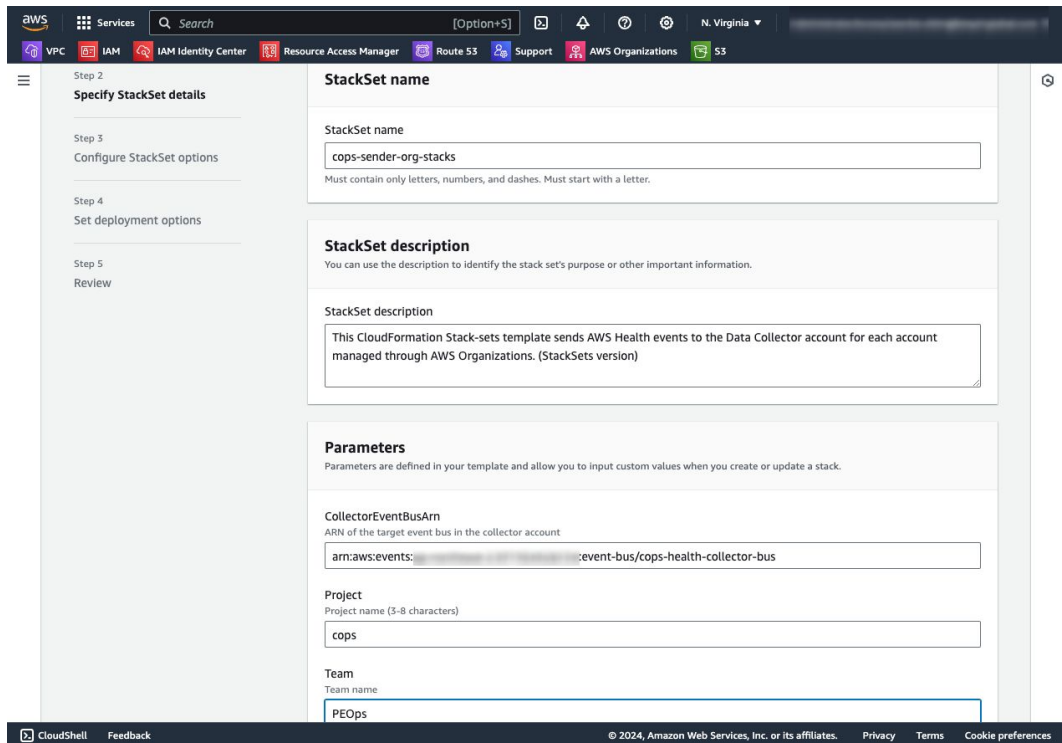 aws
Services
Search
[Option+S]
N. Virginia
VPC
IAM
IAM Identity Center
Resource Access Manager
Route 53
Support
AWS Organizations
S3
Step 2
Specify StackSet details
Step 3
Configure StackSet options
Step 4
Set deployment options
Step 5
Review
StackSet name
StackSet name
cops-sender-org-stacks
Must contain only letters, numbers, and dashes. Must start with a letter.
StackSet description
You can use the description to identify the stack set's purpose or other important information.
StackSet description
This CloudFormation Stack-sets template sends AWS Health events to the Data Collector account for each account
managed through AWS Organizations. (StackSets version)
Parameters
Parameters are defined in your template and allow you to input custom values when you create or update a stack.
CollectorEventBusArn
ARN of the target event bus in the collector account
arn:aws:events: :event-bus/cops-health-collector-bus
Project
Project name (3-8 characters)
cops
Team
Team name
PEOps
CloudShell
Feedback
© 2024, Amazon Web Services, Inc. or its affiliates.
Privacy
Terms
Cookie preferences